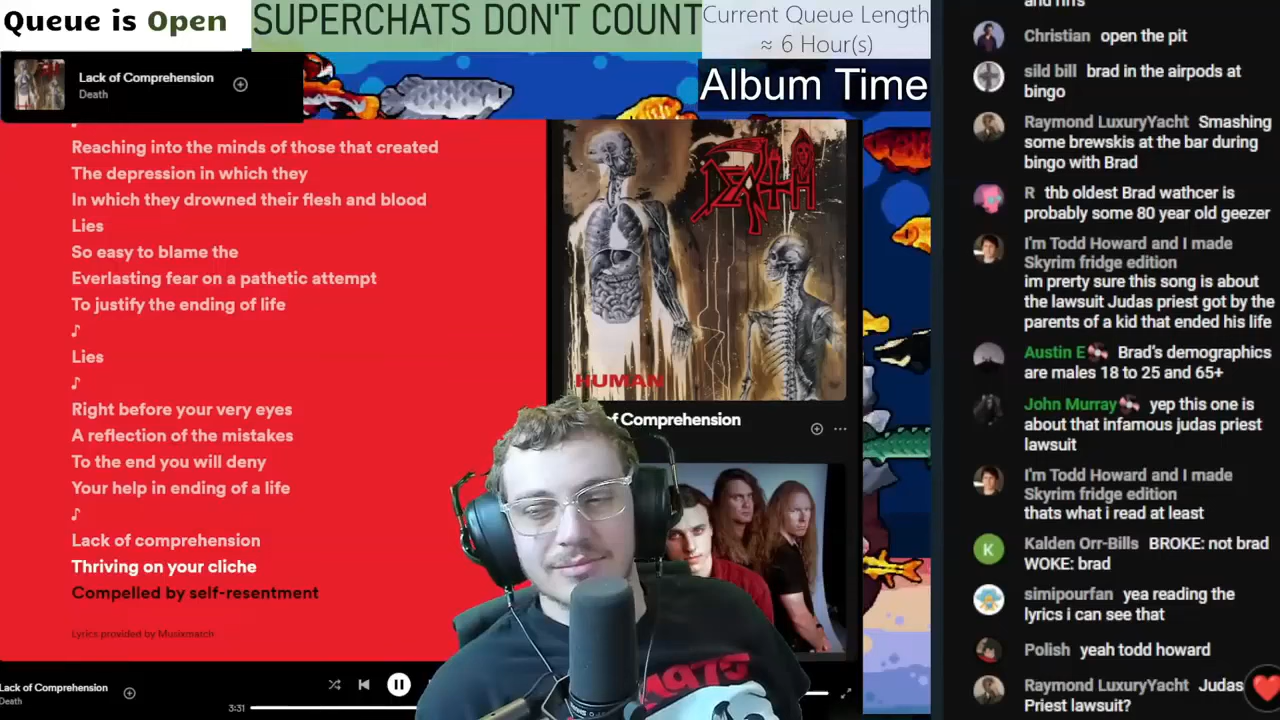 Queue is Open
SUPERCHATS DON'T COUNT
Current Queue Length
≈ 6 Hour(s)
Album Time
Lack of Comprehension
Death
Reaching into the minds of those that created
The depression in which they
In which they drowned their flesh and blood
Lies
So easy to blame the
Everlasting fear on a pathetic attempt
To justify the ending of life
♪
Lies
♪
Right before your very eyes
A reflection of the mistakes
To the end you will deny
Your help in ending of a life
♪
Lack of comprehension
Thriving on your cliche
Compelled by self-resentment
Lyrics provided by Musixmatch
DEATH
HUMAN
of Comprehension
Lack of Comprehension
Death
3:31
1975
Christian open the pit
sild bill brad in the airpods at
bingo
Raymond LuxuryYacht Smashing
some brewskis at the bar during
bingo with Brad
R thb oldest Brad wathcer is
probably some 80 year old geezer
I'm Todd Howard and I made
Skyrim fridge edition
im prerty sure this song is about
the lawsuit Judas priest got by the
parents of a kid that ended his life
Austin E Brad's demographics
are males 18 to 25 and 65+
John Murray yep this one is
about that infamous judas priest
lawsuit
I'm Todd Howard and I made
Skyrim fridge edition
thats what i read at least
K
Kalden Orr-Bills BROKE: not brad
WOKE: brad
simipourfan yea reading the
lyrics i can see that
Polish yeah todd howard
Raymond LuxuryYacht Judas
Priest lawsuit?